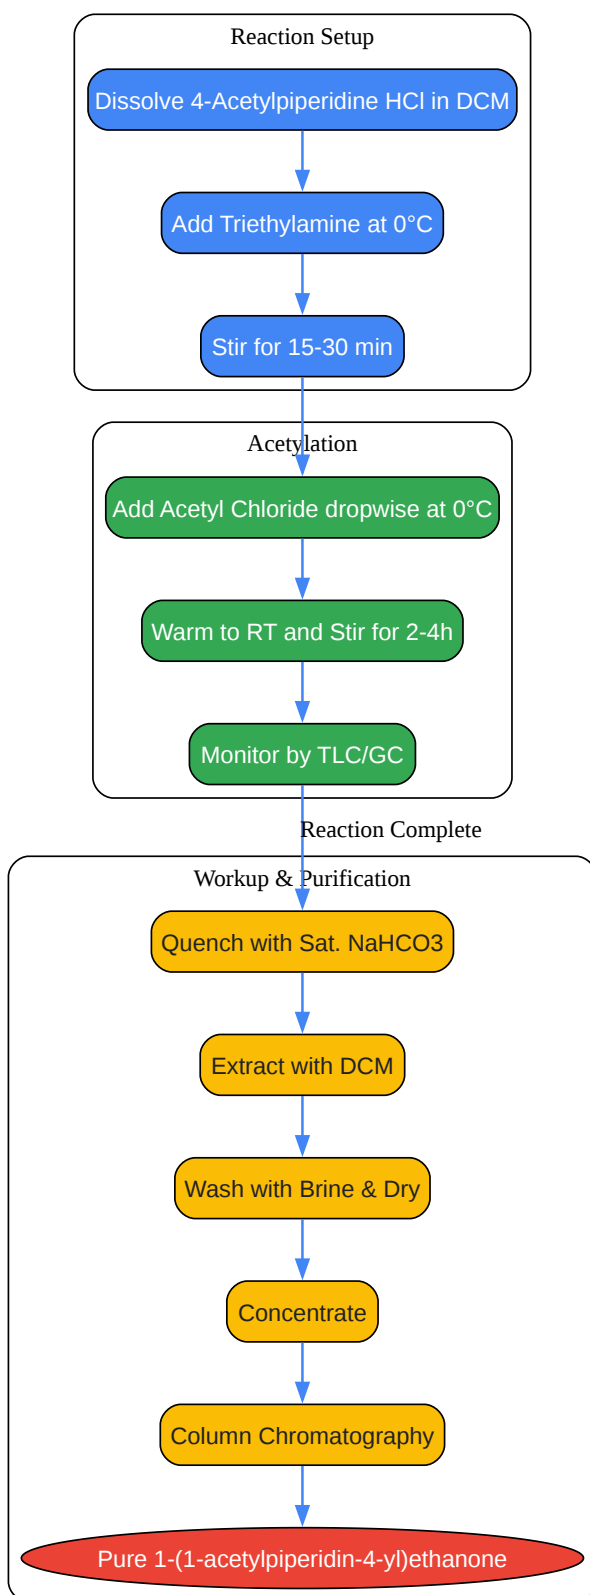 Reaction Setup
Dissolve 4-Acetylpiperidine HCl in DCM
Add Triethylamine at 0°C
Stir for 15-30 min
Acetylation
Add Acetyl Chloride dropwise at 0°C
Warm to RT and Stir for 2-4h
Monitor by TLC/GC
Reaction Complete
Workup & Purification
Quench with Sat. NaHCO3
Extract with DCM
Wash with Brine & Dry
Concentrate
Column Chromatography
Pure 1-(1-acetylpiperidin-4-yl)ethanone